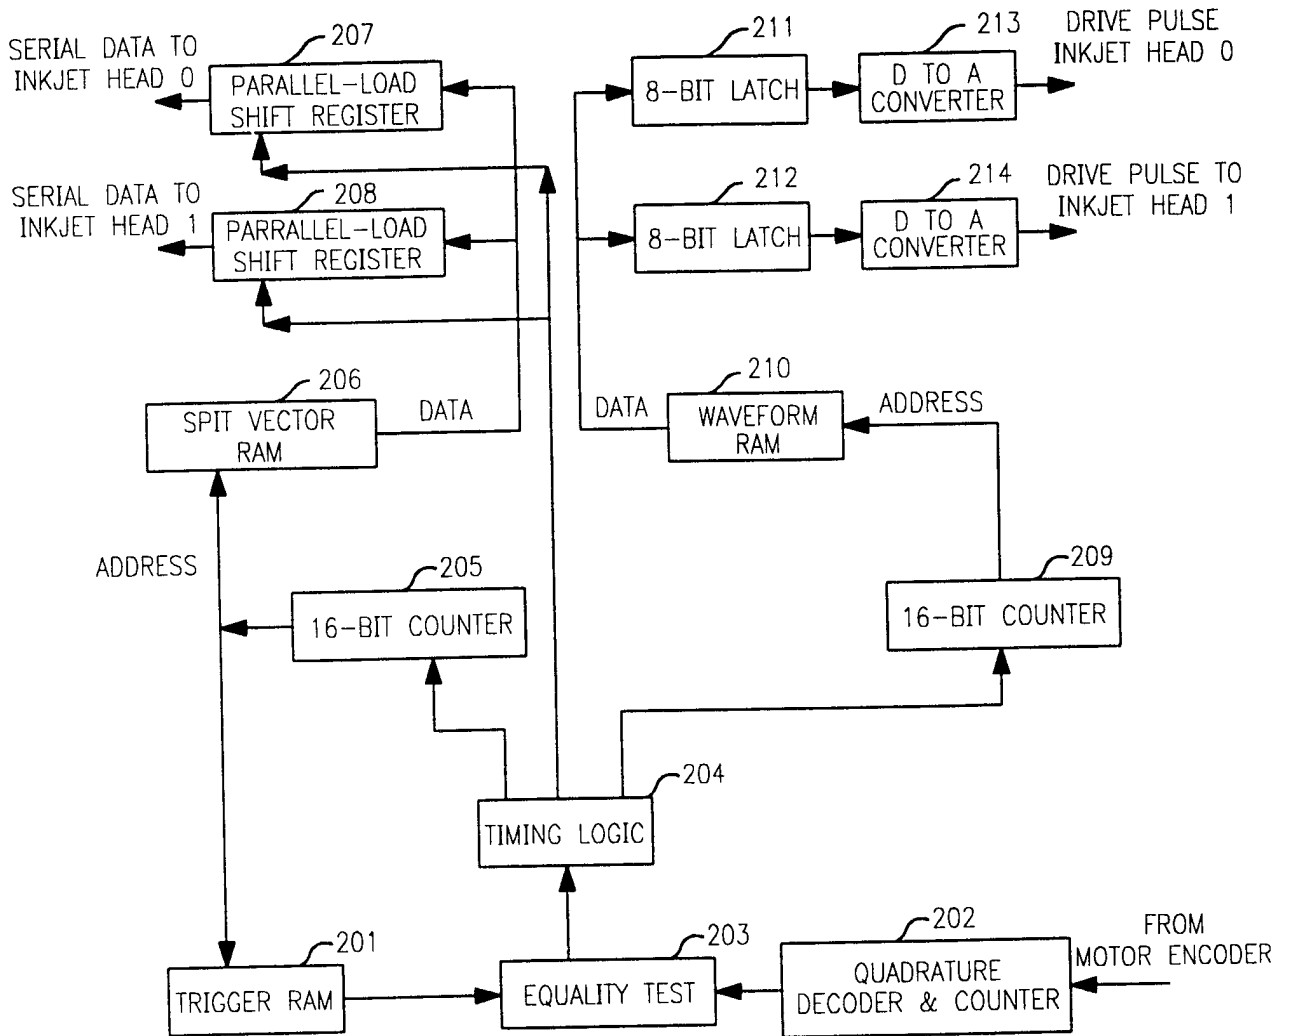 SERIAL DATA TO
INKJET HEAD 0
207
PARALLEL-LOAD
SHIFT REGISTER
211
8-BIT LATCH
213
D TO A
CONVERTER
DRIVE PULSE
INKJET HEAD 0
SERIAL DATA TO
INKJET HEAD 1
208
PARRALLEL-LOAD
SHIFT REGISTER
212
8-BIT LATCH
214
D TO A
CONVERTER
DRIVE PULSE TO
INKJET HEAD 1
206
SPIT VECTOR
RAM
DATA
DATA
210
WAVEFORM
RAM
ADDRESS
ADDRESS
205
16-BIT COUNTER
209
16-BIT COUNTER
204
TIMING LOGIC
201
TRIGGER RAM
203
EQUALITY TEST
202
QUADRATURE
DECODER & COUNTER
FROM
MOTOR ENCODER